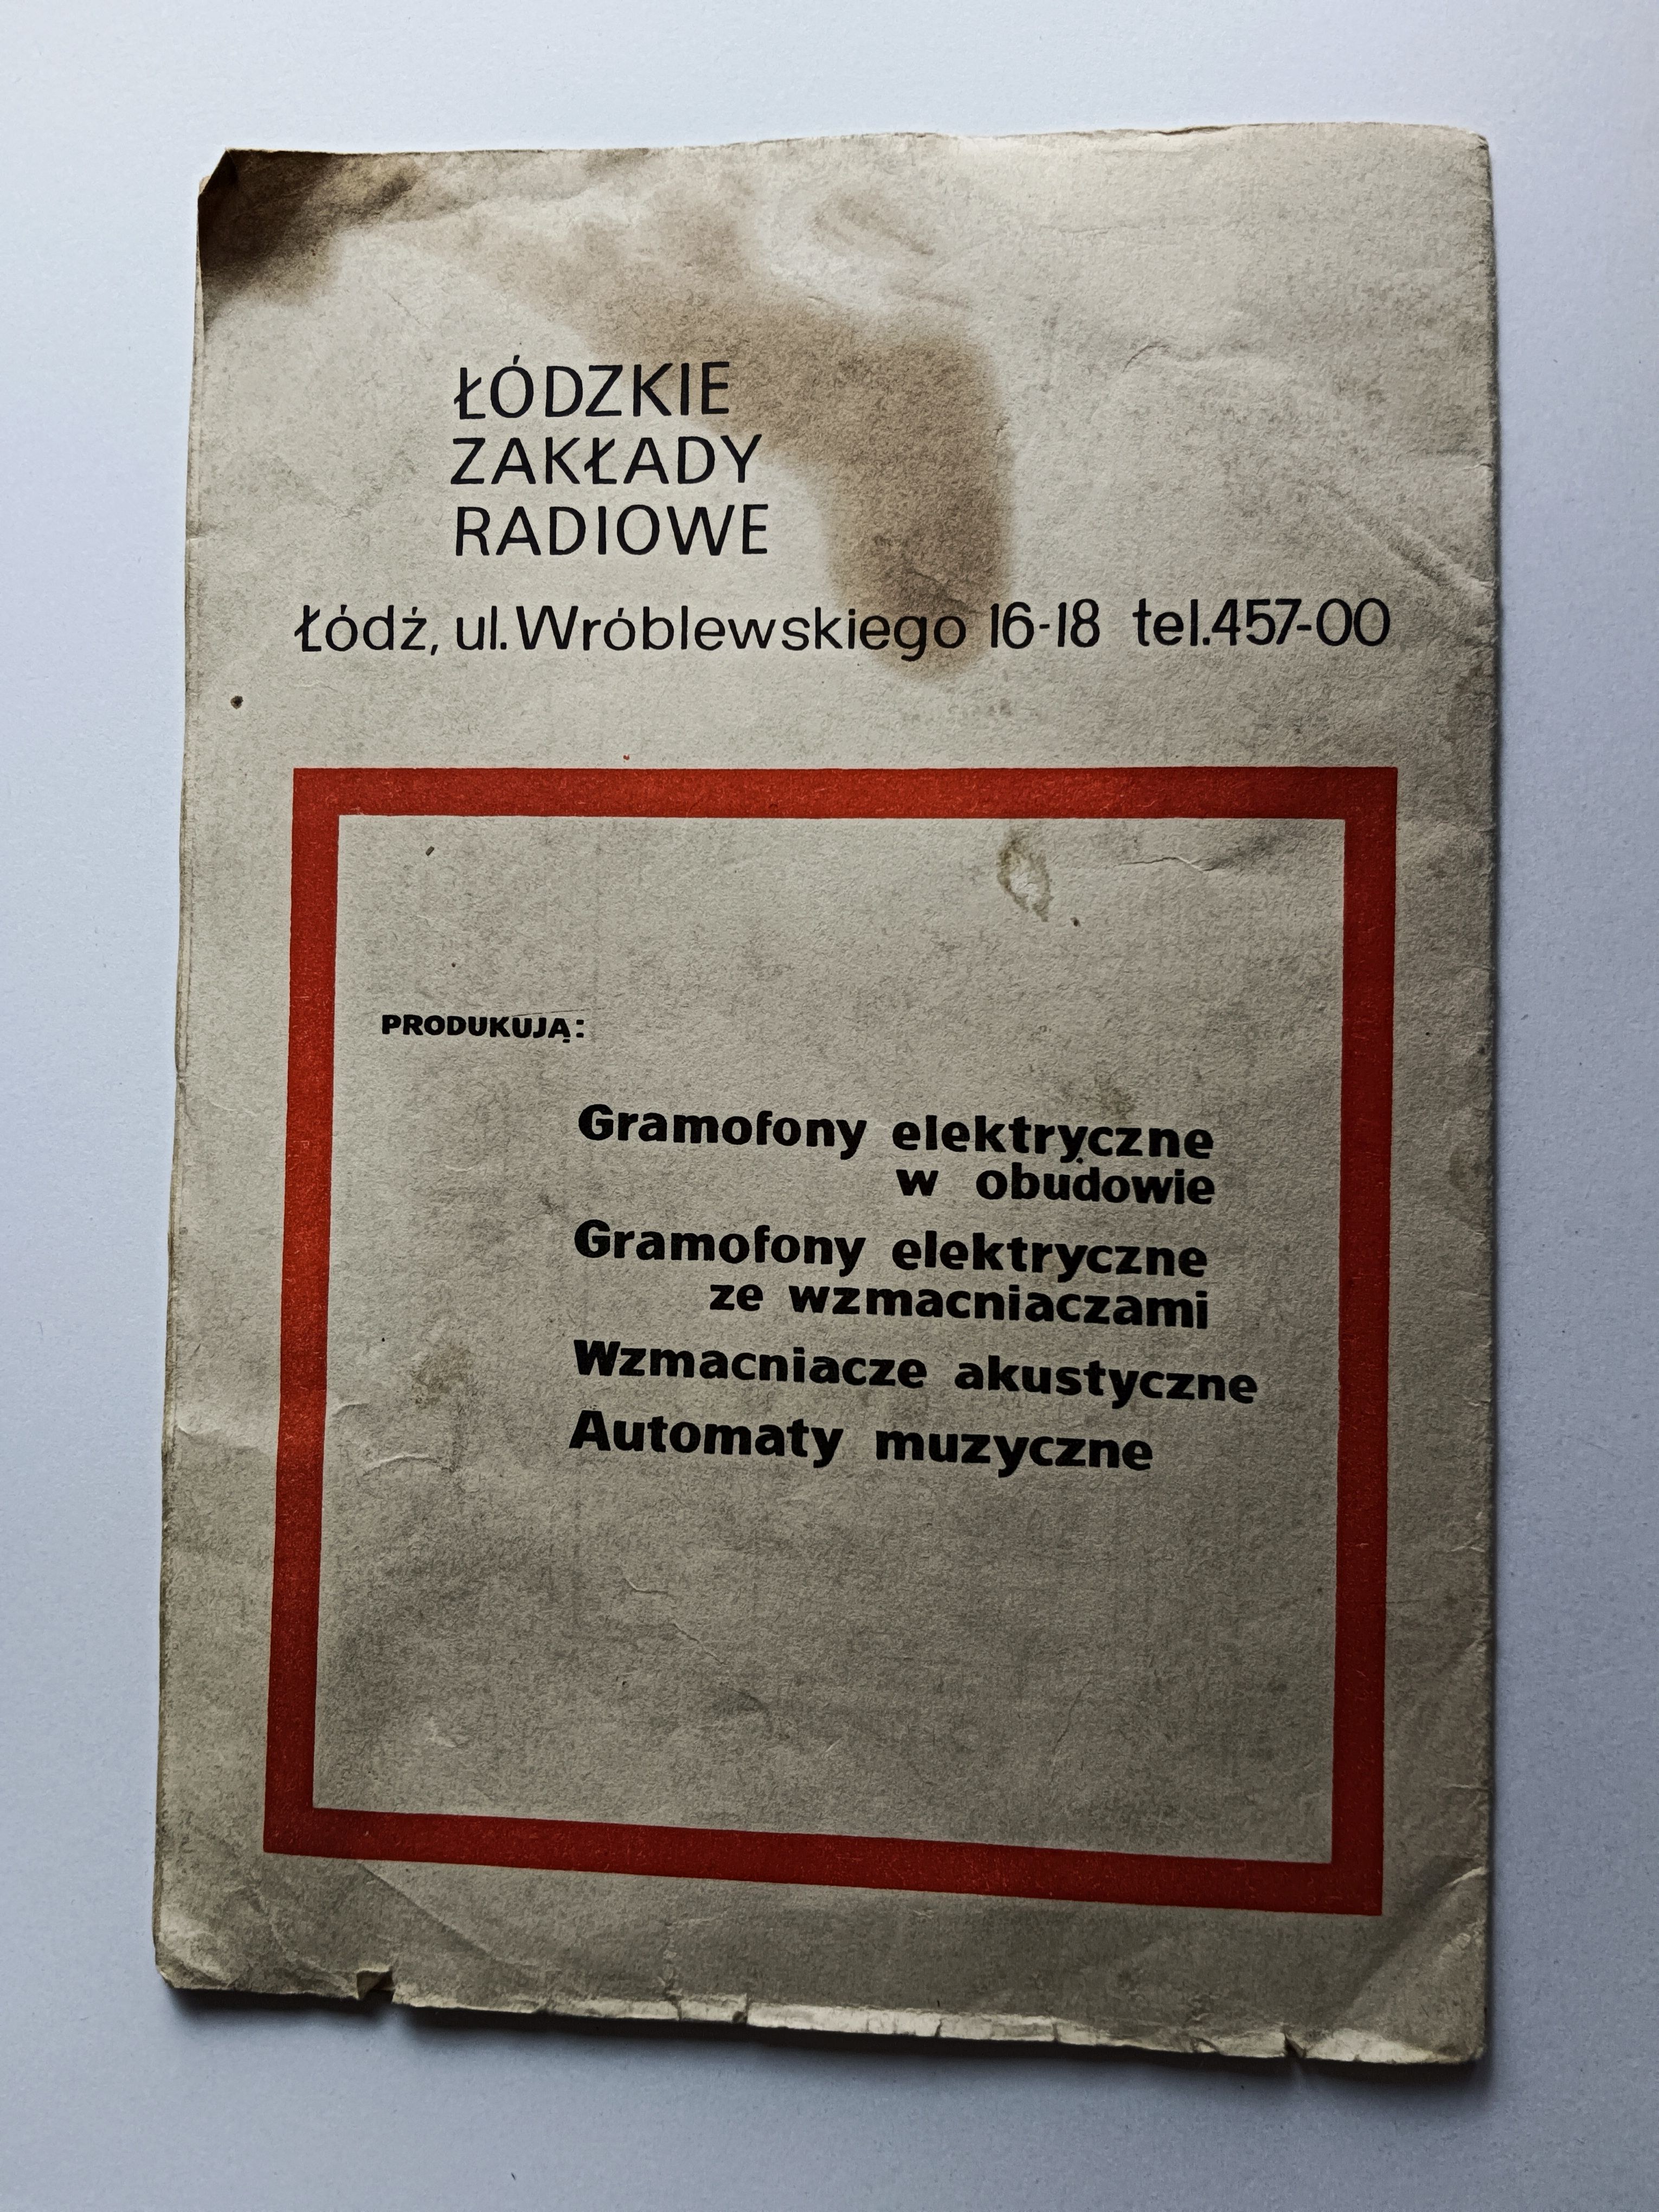 ŁÓDZKIE
ZAKŁADY
RADIOWE
Łódź, ul. Wróblewskiego 16-18 tel. 457-00
PRODUKUJĄ:
Gramofony elektryczne
w obudowie
Gramofony elektryczne
ze wzmacniaczami
Wzmacniacze akustyczne
Automaty muzyczne